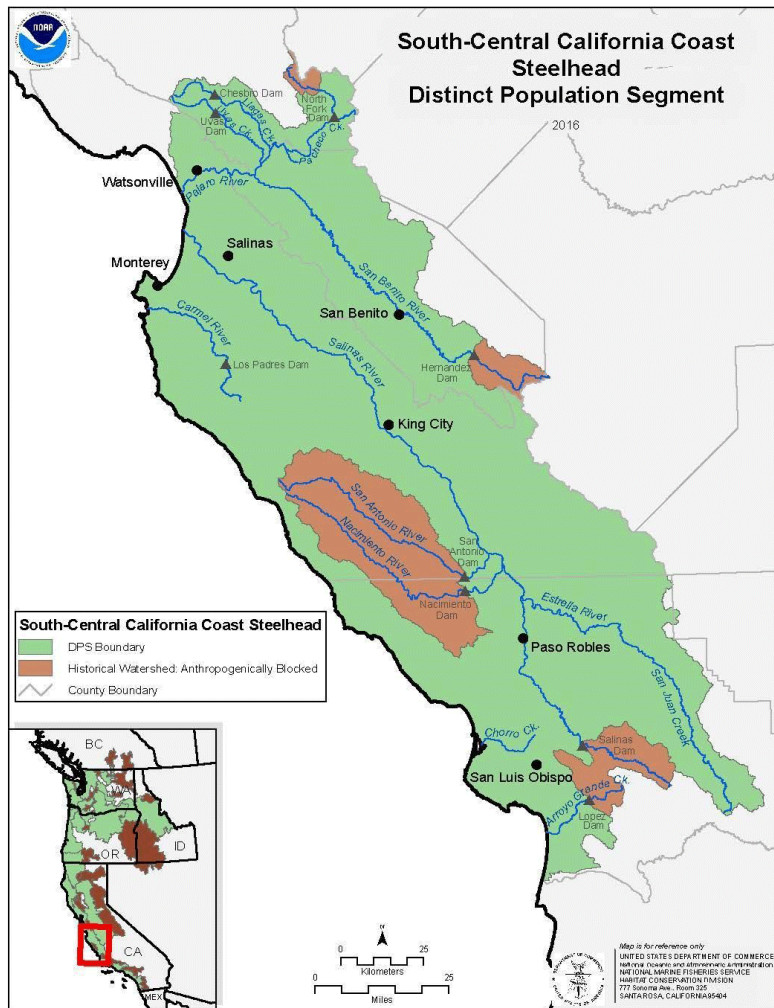 NOAA
South-Central California Coast
Steelhead
Distinct Population Segment
2016
Chesbro Dam
Uvas
Dam
Uvas Ck.
Llagas Ck.
North
Fork
Dam
Pacheco Ck.
Watsonville
Pajaro River
Salinas
Monterey
San Benito River
San Benito
Carmel River
Los Padres Dam
Salinas River
Hernandez
Dam
King City
San Antonio River
San
Antonio
Dam
Nacimiento River
Nacimiento
Dam
Estrella River
Paso Robles
San Juan Creek
Chorro Ck.
Salinas
Dam
San Luis Obispo
Arroyo Grande Ck.
Lopez
Dam
South-Central California Coast Steelhead
DPS Boundary
Historical Watershed: Anthropogenically Blocked
County Boundary
BC
WA
OR
ID
CA
MEX
25 0 25
Kilometers
25 0 25
Miles
Map is for reference only
UNITED STATES DEPARTMENT OF COMMERCE
National Oceanic and Atmospheric Administration
NATIONAL MARINE FISHERIES SERVICE
HABITAT CONSERVATION DIVISION
777 Sonoma Ave., Room 325
SANTA ROSA, CALIFORNIA 95404